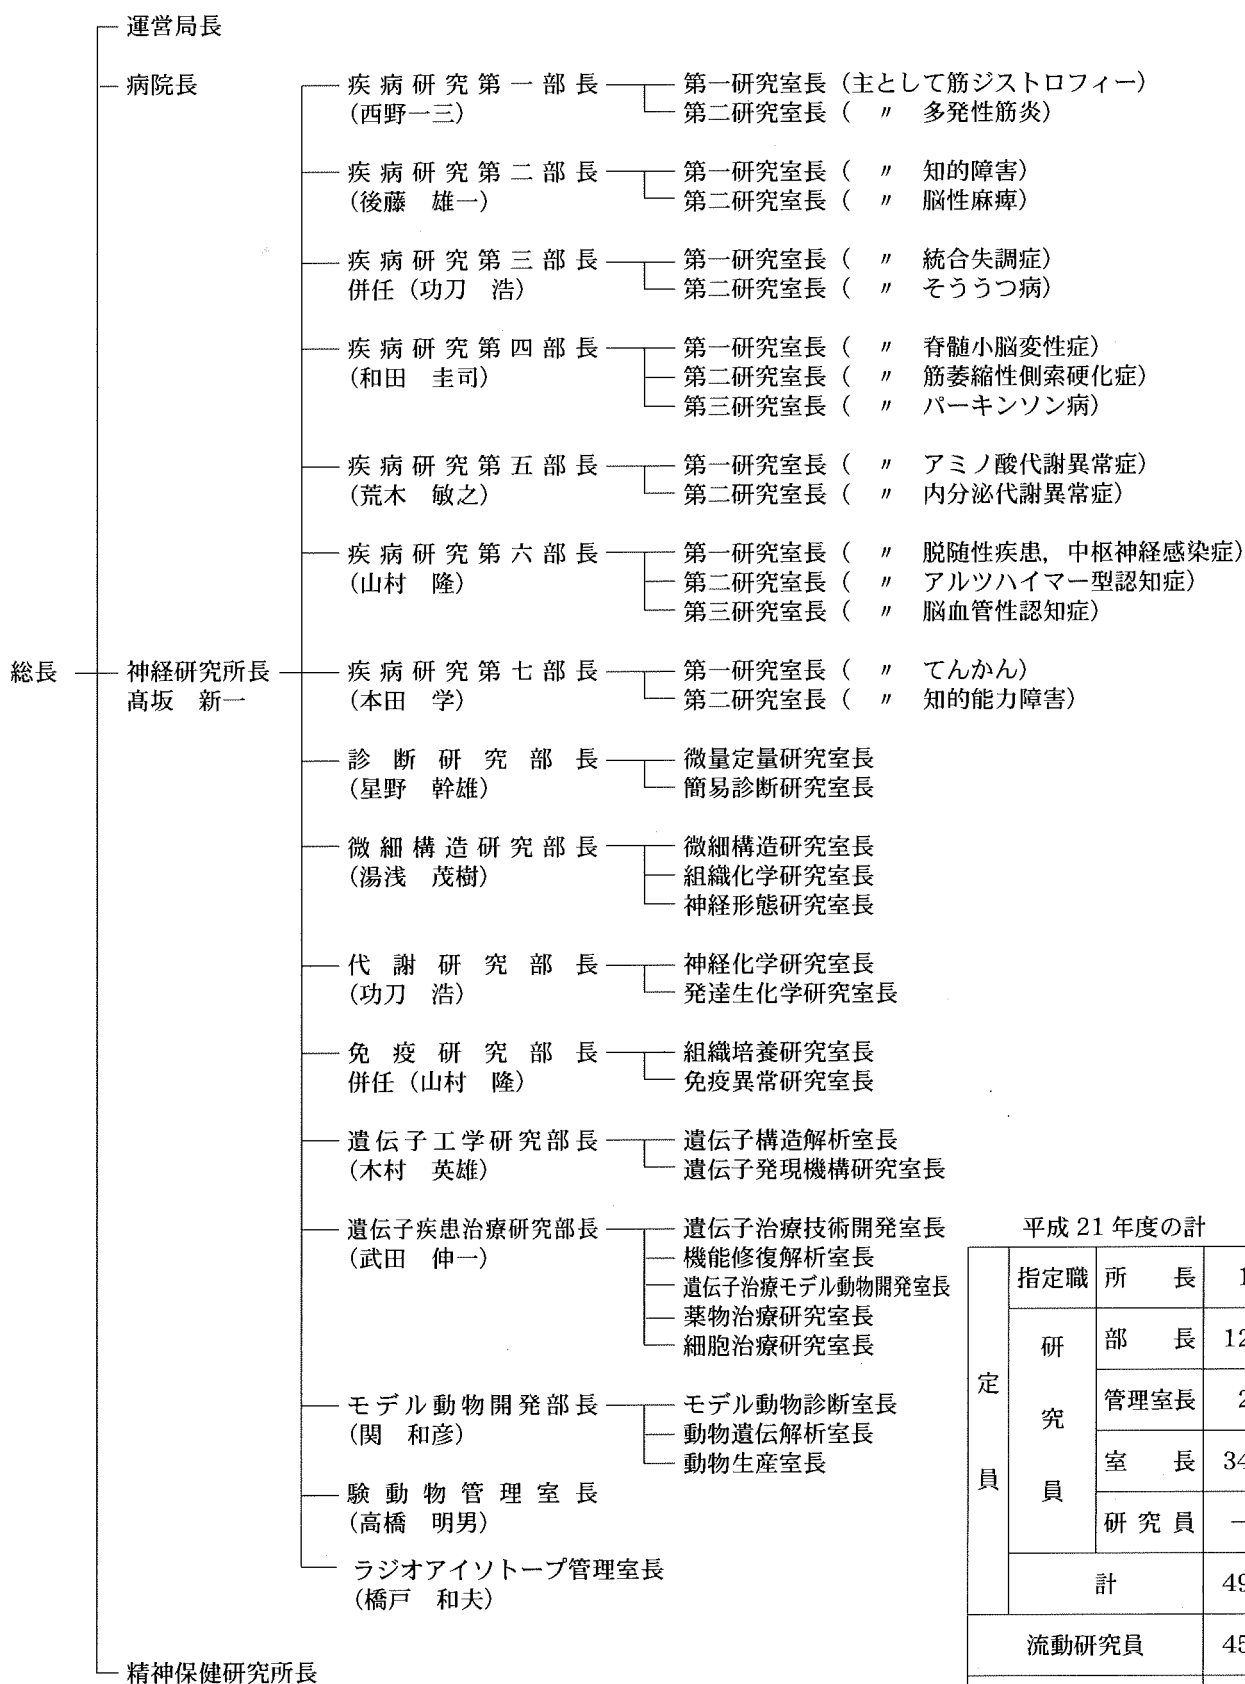 運営局長
病院長
疾病研究第一部長 第一研究室長（主として筋ジストロフィー）
（西野一三） 第二研究室長（ 〃 多発性筋炎）
疾病研究第二部長 第一研究室長（ 〃 知的障害）
（後藤 雄一） 第二研究室長（ 〃 脳性麻痺）
疾病研究第三部長 第一研究室長（ 〃 統合失調症）
併任（功刀 浩） 第二研究室長（ 〃 そううつ病）
疾病研究第四部長 第一研究室長（ 〃 脊髄小脳変性症）
（和田 圭司） 第二研究室長（ 〃 筋萎縮性側索硬化症）
第三研究室長（ 〃 パーキンソン病）
疾病研究第五部長 第一研究室長（ 〃 アミノ酸代謝異常症）
（荒木 敏之） 第二研究室長（ 〃 内分泌代謝異常症）
疾病研究第六部長 第一研究室長（ 〃 脱随性疾患，中枢神経感染症）
（山村 隆） 第二研究室長（ 〃 アルツハイマー型認知症）
第三研究室長（ 〃 脳血管性認知症）
総長 神経研究所長 疾病研究第七部長 第一研究室長（ 〃 てんかん）
髙坂 新一 （本田 学） 第二研究室長（ 〃 知的能力障害）
診断研究部長 微量定量研究室長
（星野 幹雄） 簡易診断研究室長
微細構造研究部長 微細構造研究室長
（湯浅 茂樹） 組織化学研究室長
神経形態研究室長
代謝研究部長 神経化学研究室長
（功刀 浩） 発達生化学研究室長
免疫研究部長 組織培養研究室長
併任（山村 隆） 免疫異常研究室長
遺伝子工学研究部長 遺伝子構造解析室長
（木村 英雄） 遺伝子発現機構研究室長
遺伝子疾患治療研究部長 遺伝子治療技術開発室長
（武田 伸一） 機能修復解析室長
遺伝子治療モデル動物開発室長
薬物治療研究室長
細胞治療研究室長
モデル動物開発部長 モデル動物診断室長
（関 和彦） 動物遺伝解析室長
動物生産室長
験動物管理室長
（高橋 明男）
ラジオアイソトープ管理室長
（橋戸 和夫）
精神保健研究所長
平成21年度の計
定員 指定職 所長 1
研究員 部長 12
管理室長 2
室長 34
研究員 －
計 49
流動研究員 45